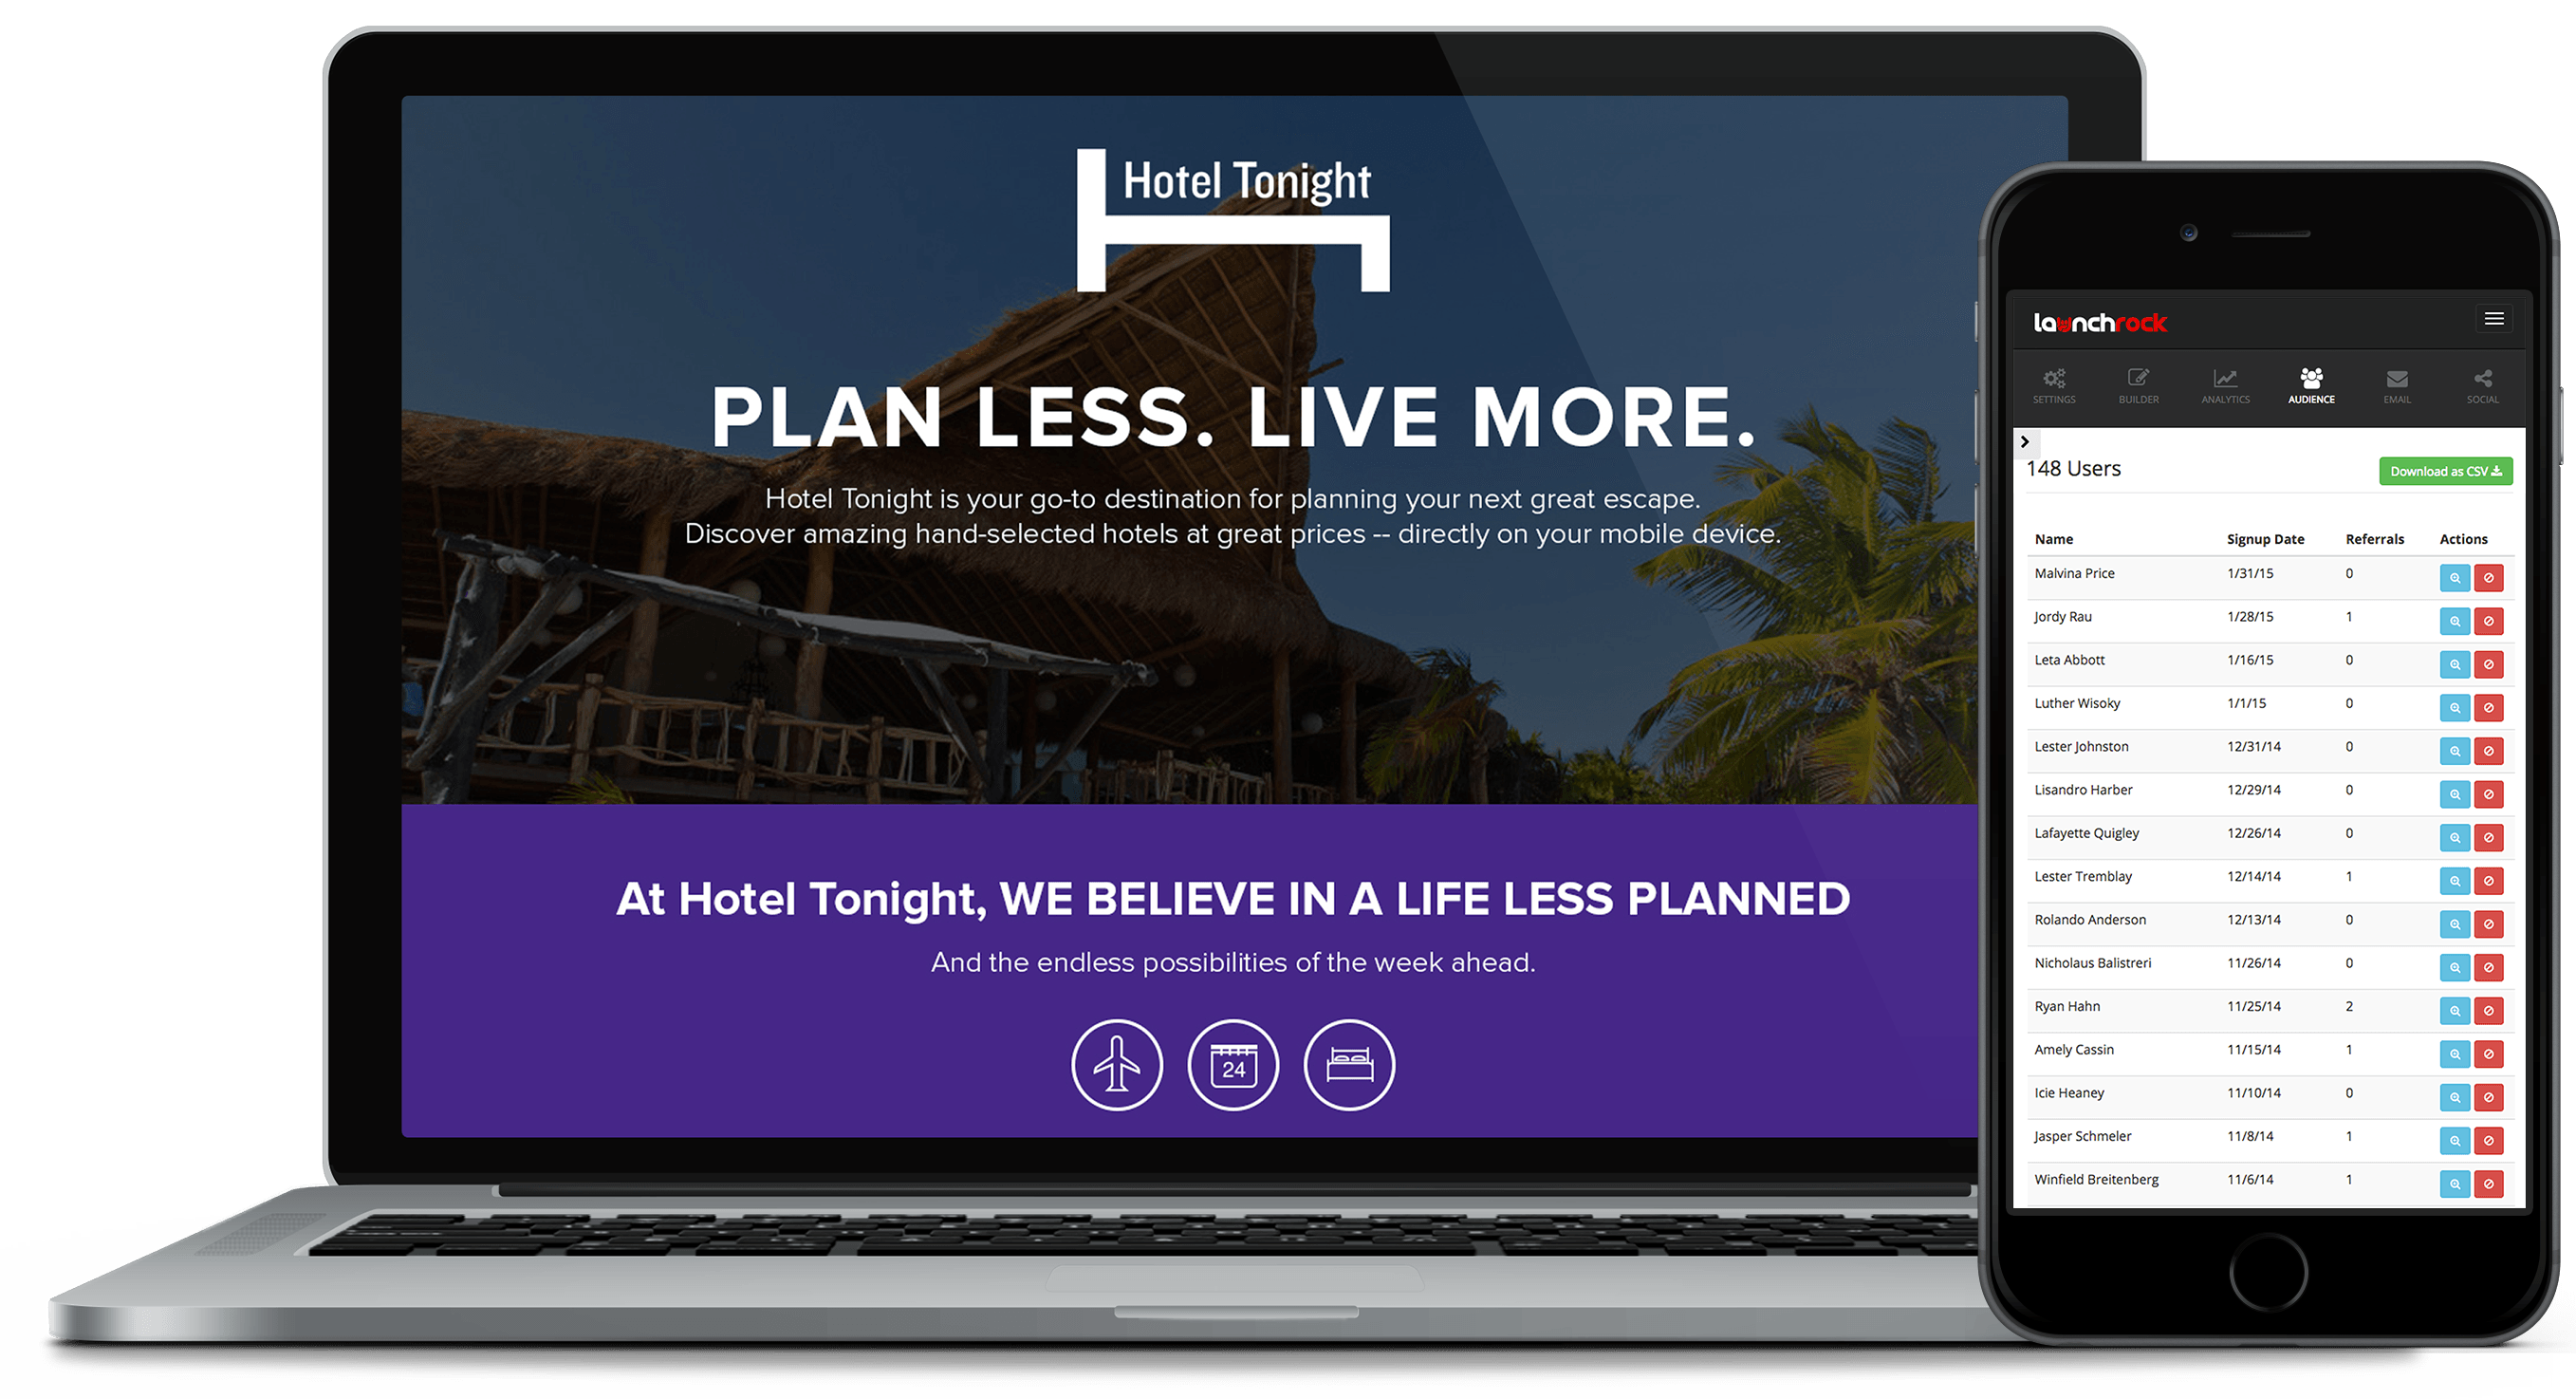 Hotel Tonight
PLAN LESS. LIVE MORE.
Hotel Tonight is your go-to destination for planning your next great escape.
Discover amazing hand-selected hotels at great prices -- directly on your mobile device.
At Hotel Tonight, WE BELIEVE IN A LIFE LESS PLANNED
And the endless possibilities of the week ahead.
24
launchrock
SETTINGS BUILDER ANALYTICS AUDIENCE EMAIL SOCIAL
148 Users Download as CSV
Name Signup Date Referrals Actions
Malvina Price 1/31/15 0
Jordy Rau 1/28/15 1
Leta Abbott 1/16/15 0
Luther Wisoky 1/1/15 0
Lester Johnston 12/31/14 0
Lisandro Harber 12/29/14 0
Lafayette Quigley 12/26/14 0
Lester Tremblay 12/14/14 1
Rolando Anderson 12/13/14 0
Nicholaus Balistreri 11/26/14 0
Ryan Hahn 11/25/14 2
Amely Cassin 11/15/14 1
Icie Heaney 11/10/14 0
Jasper Schmeler 11/8/14 1
Winfield Breitenberg 11/6/14 1